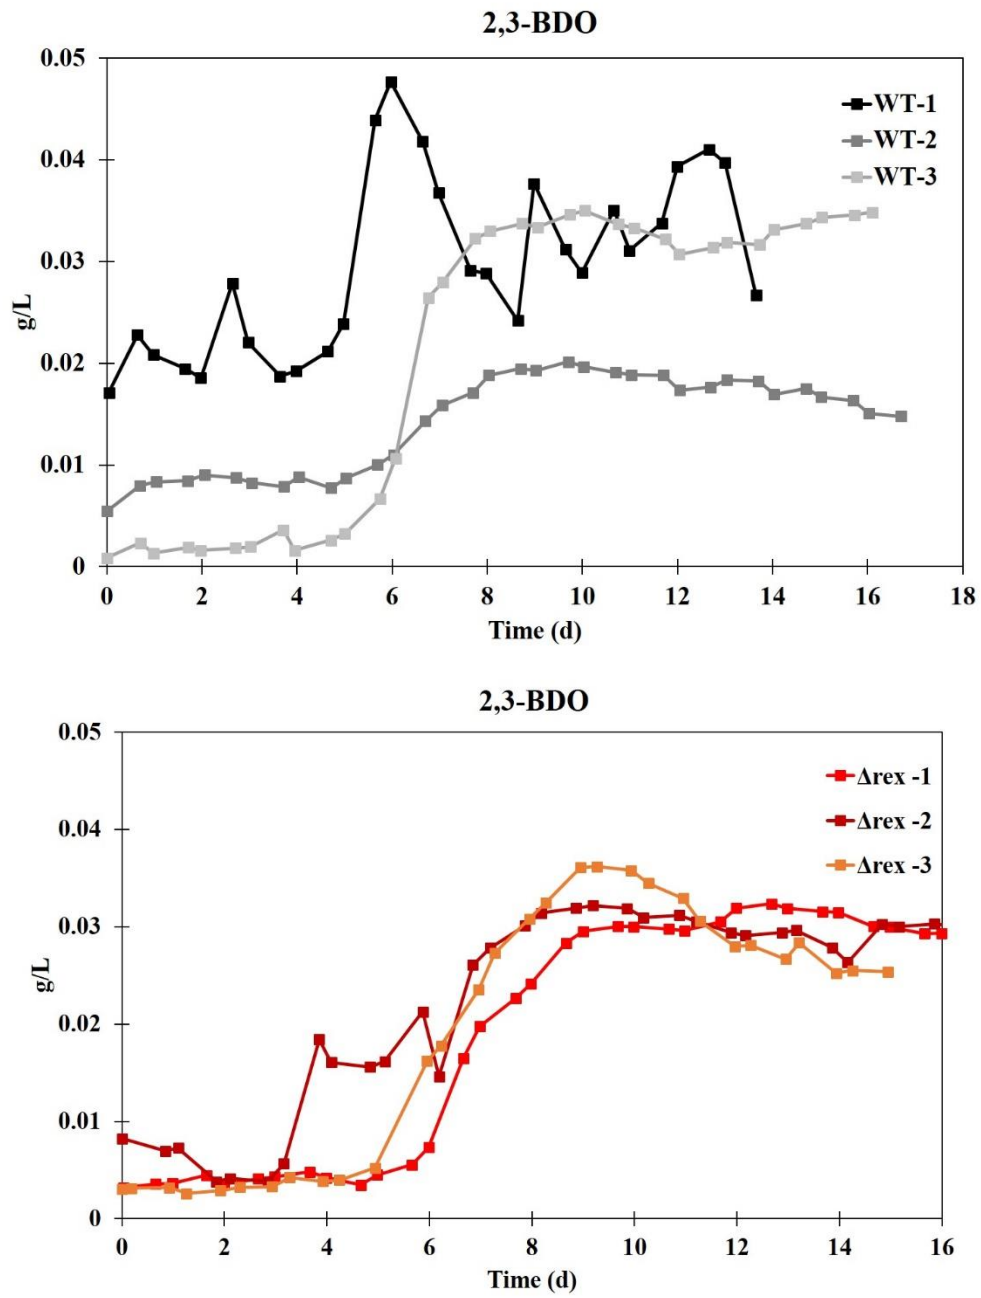 2,3-BDO
0.05
0.04
0.03
0.02
0.01
0
g/L
WT-1
WT-2
WT-3
0 2 4 6 8 10 12 14 16 18
Time (d)
2,3-BDO
0.05
0.04
0.03
0.02
0.01
0
g/L
Δrex -1
Δrex -2
Δrex -3
0 2 4 6 8 10 12 14 16
Time (d)